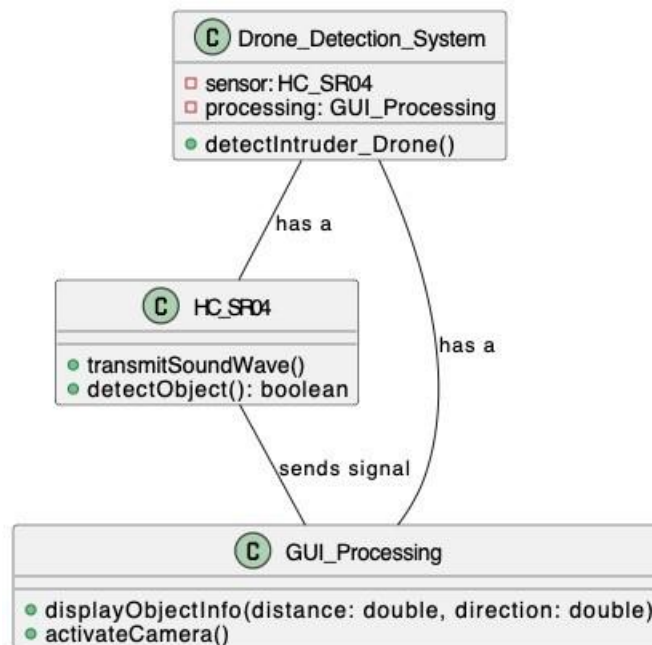 C Drone_Detection_System
sensor: HC_SR04
processing: GUI_Processing
detectIntruder_Drone()
has a
C HC_SR04
has a
transmitSoundWave()
detectObject(): boolean
sends signal
C GUI_Processing
displayObjectInfo(distance: double, direction: double)
activateCamera()